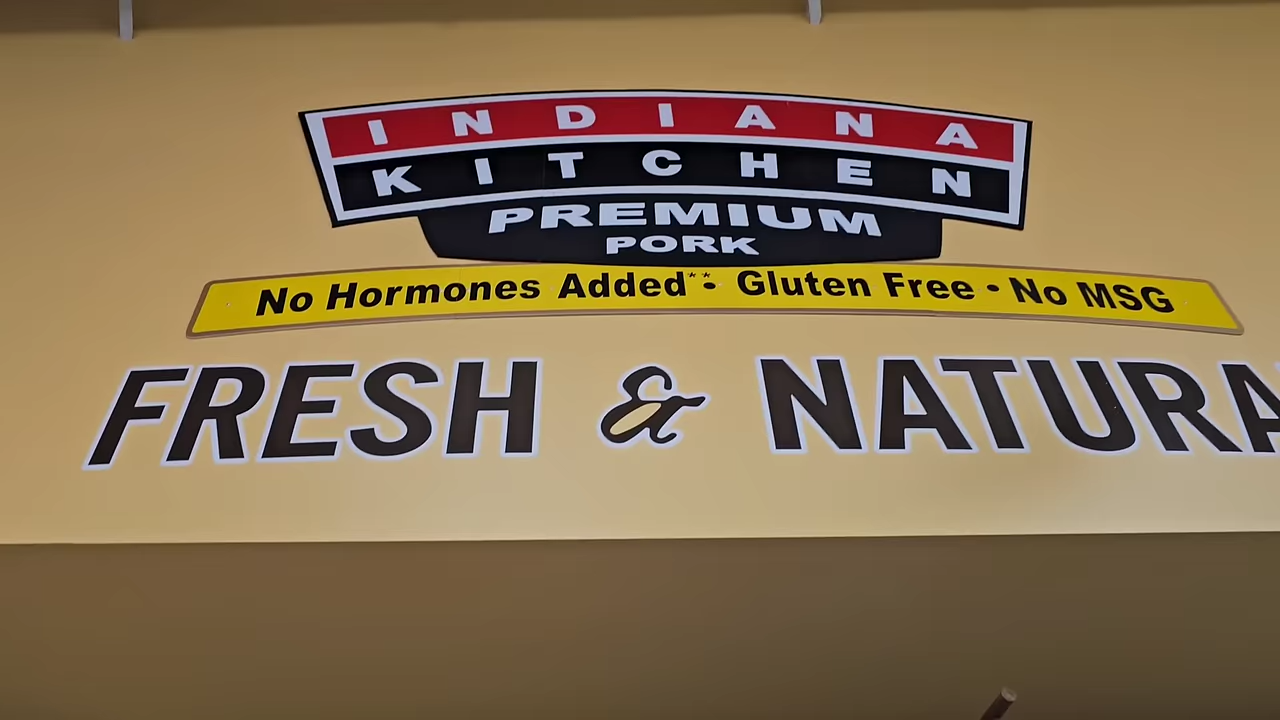 INDIANA
KITCHEN
PREMIUM
PORK
No Hormones Added**• Gluten Free • No MSG
FRESH & NATURA